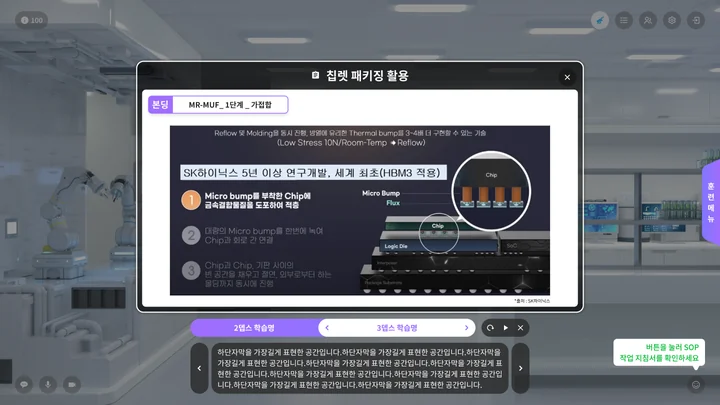 100
칩렛 패키징 활용
본딩
MR-MUF_ 1단계 _ 가접합
Reflow 및 Molding을 동시 진행, 방열에 유리한 Thermal bump을 3~4배 더 구현할 수 있는 기술
(Low Stress 10N/Room-Temp ➔ Reflow)
SK하이닉스 5년 이상 연구개발, 세계 최초(HBM3 적용)
1
Micro bump를 부착한 Chip에
금속결합물질을 도포하여 적층
2
다량의 Micro bump를 한번에 녹여
Chip과 회로 간 연결
3
Chip과 Chip, 기판 사이의
빈 공간을 채우고 절연, 외부로부터 하는
몰딩까지 동시에 진행
Micro Bump
Flux
Chip
Chip
Logic Die
SoC
Interposer
Package Substrate
*출처 : SK하이닉스
훈련메뉴
2뎁스 학습명
3뎁스 학습명
하단자막을 가장길게 표현한 공간입니다.하단자막을 가장길게 표현한 공간입니다.하단자막을
가장길게 표현한 공간입니다.하단자막을 가장길게 표현한 공간입니다.하단자막을 가장길게 표
현한 공간입니다.하단자막을 가장길게 표현한 공간입니다.하단자막을 가장길게 표현한 공간입
니다.하단자막을 가장길게 표현한 공간입니다.하단자막을 가장길게 표현한 공간입니다.
버튼을 눌러 SOP
작업 지침서를 확인하세요